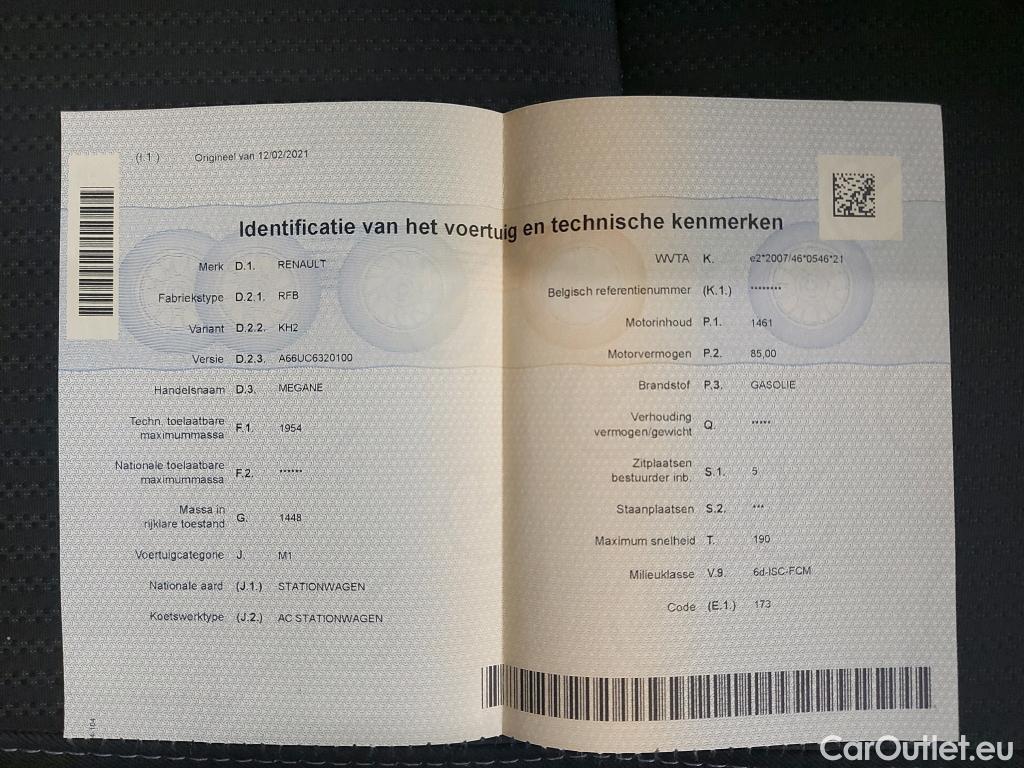 (I.1.) Origineel van 12/02/2021
Identificatie van het voertuig en technische kenmerken
Merk D.1. RENAULT
Fabriekstype D.2.1. RFB
Variant D.2.2. KH2
Versie D.2.3. A66UC6320100
Handelsnaam D.3. MEGANE
Techn. toelaatbare
maximummassa F.1. 1954
Nationale toelaatbare
maximummassa F.2. ******
Massa in
rijklare toestand G. 1448
Voertuigcategorie J. M1
Nationale aard (J.1.) STATIONWAGEN
Koetswerktype (J.2.) AC STATIONWAGEN
WVTA K. e2*2007/46*0546*21
Belgisch referentienummer (K.1.) ********
Motorinhoud P.1. 1461
Motorvermogen P.2. 85,00
Brandstof P.3. GASOLIE
Verhouding
vermogen/gewicht Q. *****
Zitplaatsen
bestuurder inb. S.1. 5
Staanplaatsen S.2. ***
Maximum snelheid T. 190
Milieuklasse V.9. 6d-ISC-FCM
Code (E.1.) 173
CarOutlet.eu